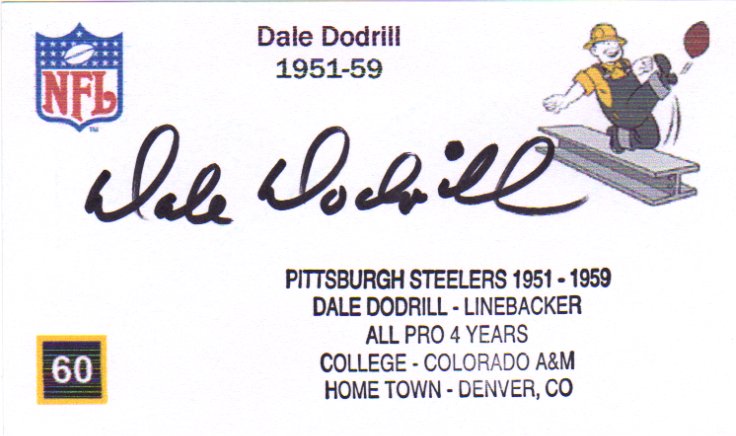 NFL
TM
Dale Dodrill
1951-59
Dale Dodrill
PITTSBURGH STEELERS 1951 - 1959
DALE DODRILL - LINEBACKER
ALL PRO 4 YEARS
COLLEGE - COLORADO A&M
HOME TOWN - DENVER, CO
60